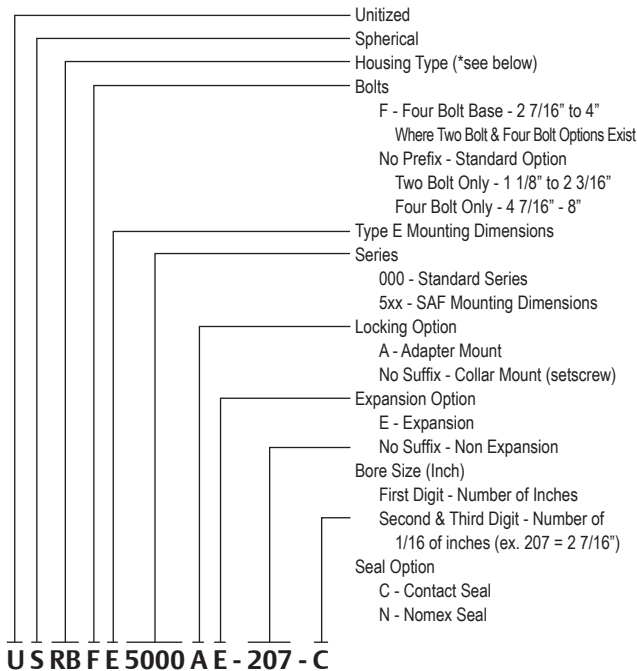 Unitized
Spherical
Housing Type (*see below)
Bolts
F - Four Bolt Base - 2 7/16” to 4”
Where Two Bolt & Four Bolt Options Exist
No Prefix - Standard Option
Two Bolt Only - 1 1/8” to 2 3/16”
Four Bolt Only - 4 7/16” - 8”
Type E Mounting Dimensions
Series
000 - Standard Series
5xx - SAF Mounting Dimensions
Locking Option
A - Adapter Mount
No Suffix - Collar Mount (setscrew)
Expansion Option
E - Expansion
No Suffix - Non Expansion
Bore Size (Inch)
First Digit - Number of Inches
Second & Third Digit - Number of
1/16 of inches (ex. 207 = 2 7/16”)
Seal Option
C - Contact Seal
N - Nomex Seal
U S RB F E 5000 A E - 207 - C